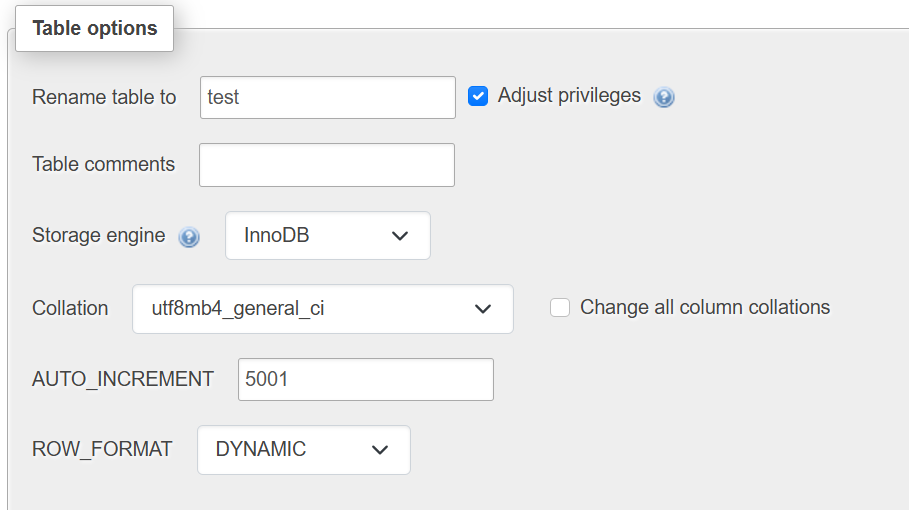 Table options
Rename table to test Adjust privileges
Table comments
Storage engine InnoDB
Collation utf8mb4_general_ci Change all column collations
AUTO_INCREMENT 5001
ROW_FORMAT DYNAMIC